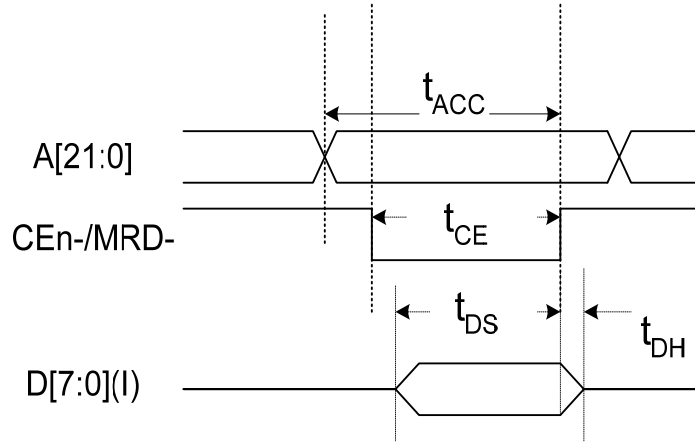 tACC
A[21:0]
CEn-/MRD-
tCE
tDS
tDH
D[7:0](I)